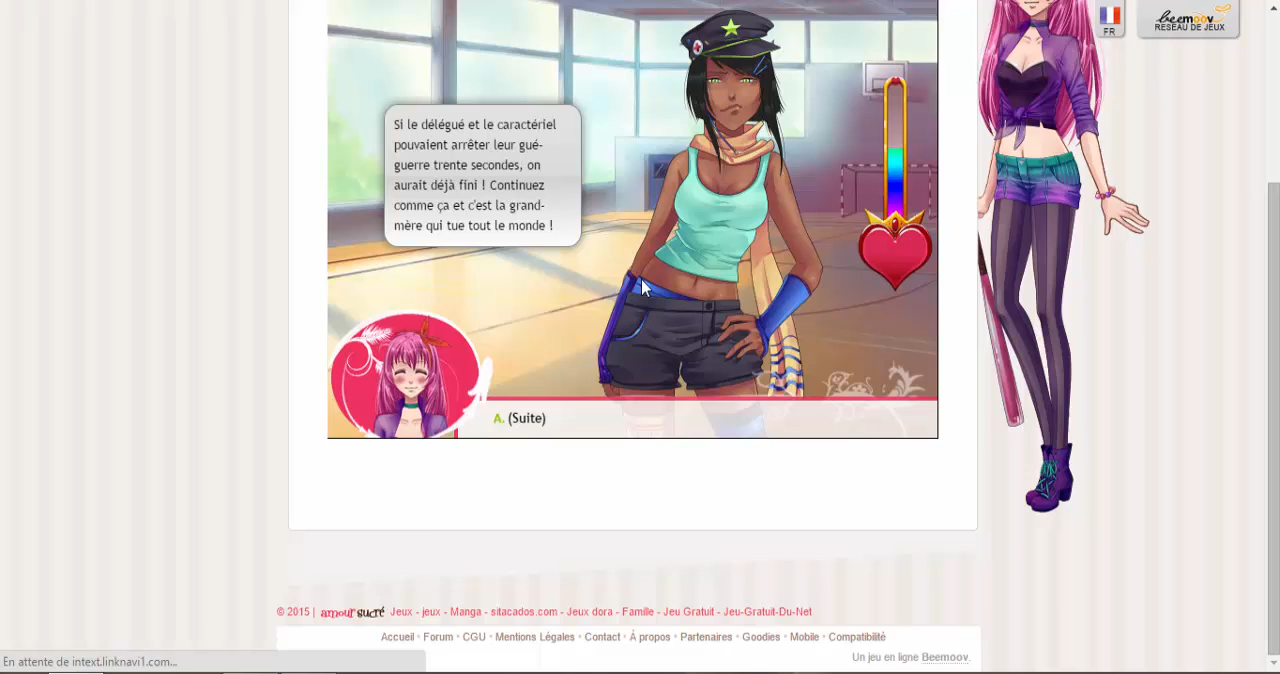 FR
beemoov
RESEAU DE JEUX
Si le délégué et le caractériel
pouvaient arrêter leur gué-
guerre trente secondes, on
aurait déjà fini ! Continuez
comme ça et c'est la grand-
mère qui tue tout le monde !
A. (Suite)
© 2015 | amour sucré Jeux - jeux - Manga - sitacados.com - Jeux dora - Famille - Jeu Gratuit - Jeu-Gratuit-Du-Net
Accueil • Forum • CGU • Mentions Légales • Contact • Á propos • Partenaires • Goodies • Mobile • Compatibilité
Un jeu en ligne Beemoov.
En attente de intext.linknavi1.com...